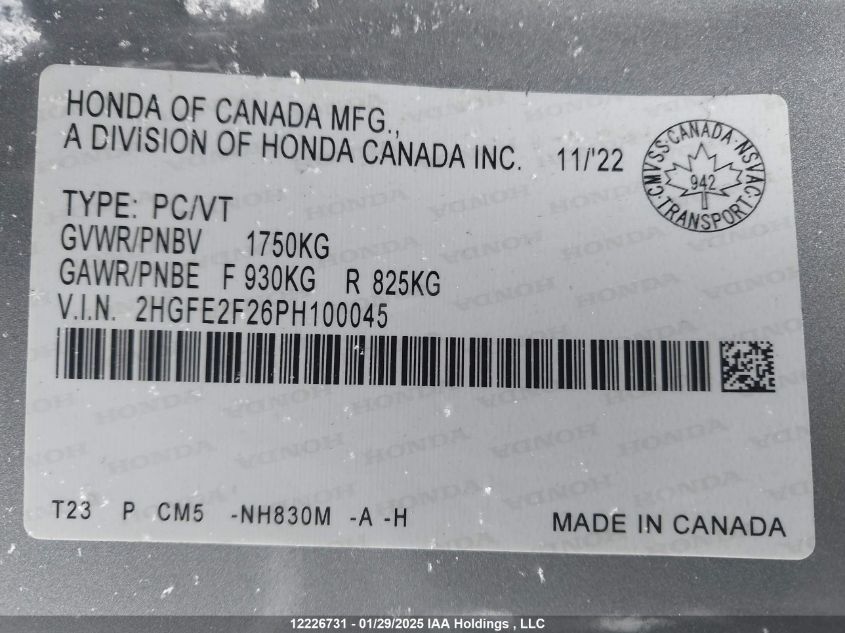 HONDA OF CANADA MFG.,
A DIVISION OF HONDA CANADA INC. 11/'22
CMVSS·CANADA·NSVAC·TRANSPORT·
942
TYPE: PC/VT
GVWR/PNBV 1750KG
GAWR/PNBE F 930KG R 825KG
V.I.N. 2HGFE2F26PH100045
T23 P CM5 -NH830M -A -H
MADE IN CANADA
12226731 - 01/29/2025 IAA Holdings , LLC